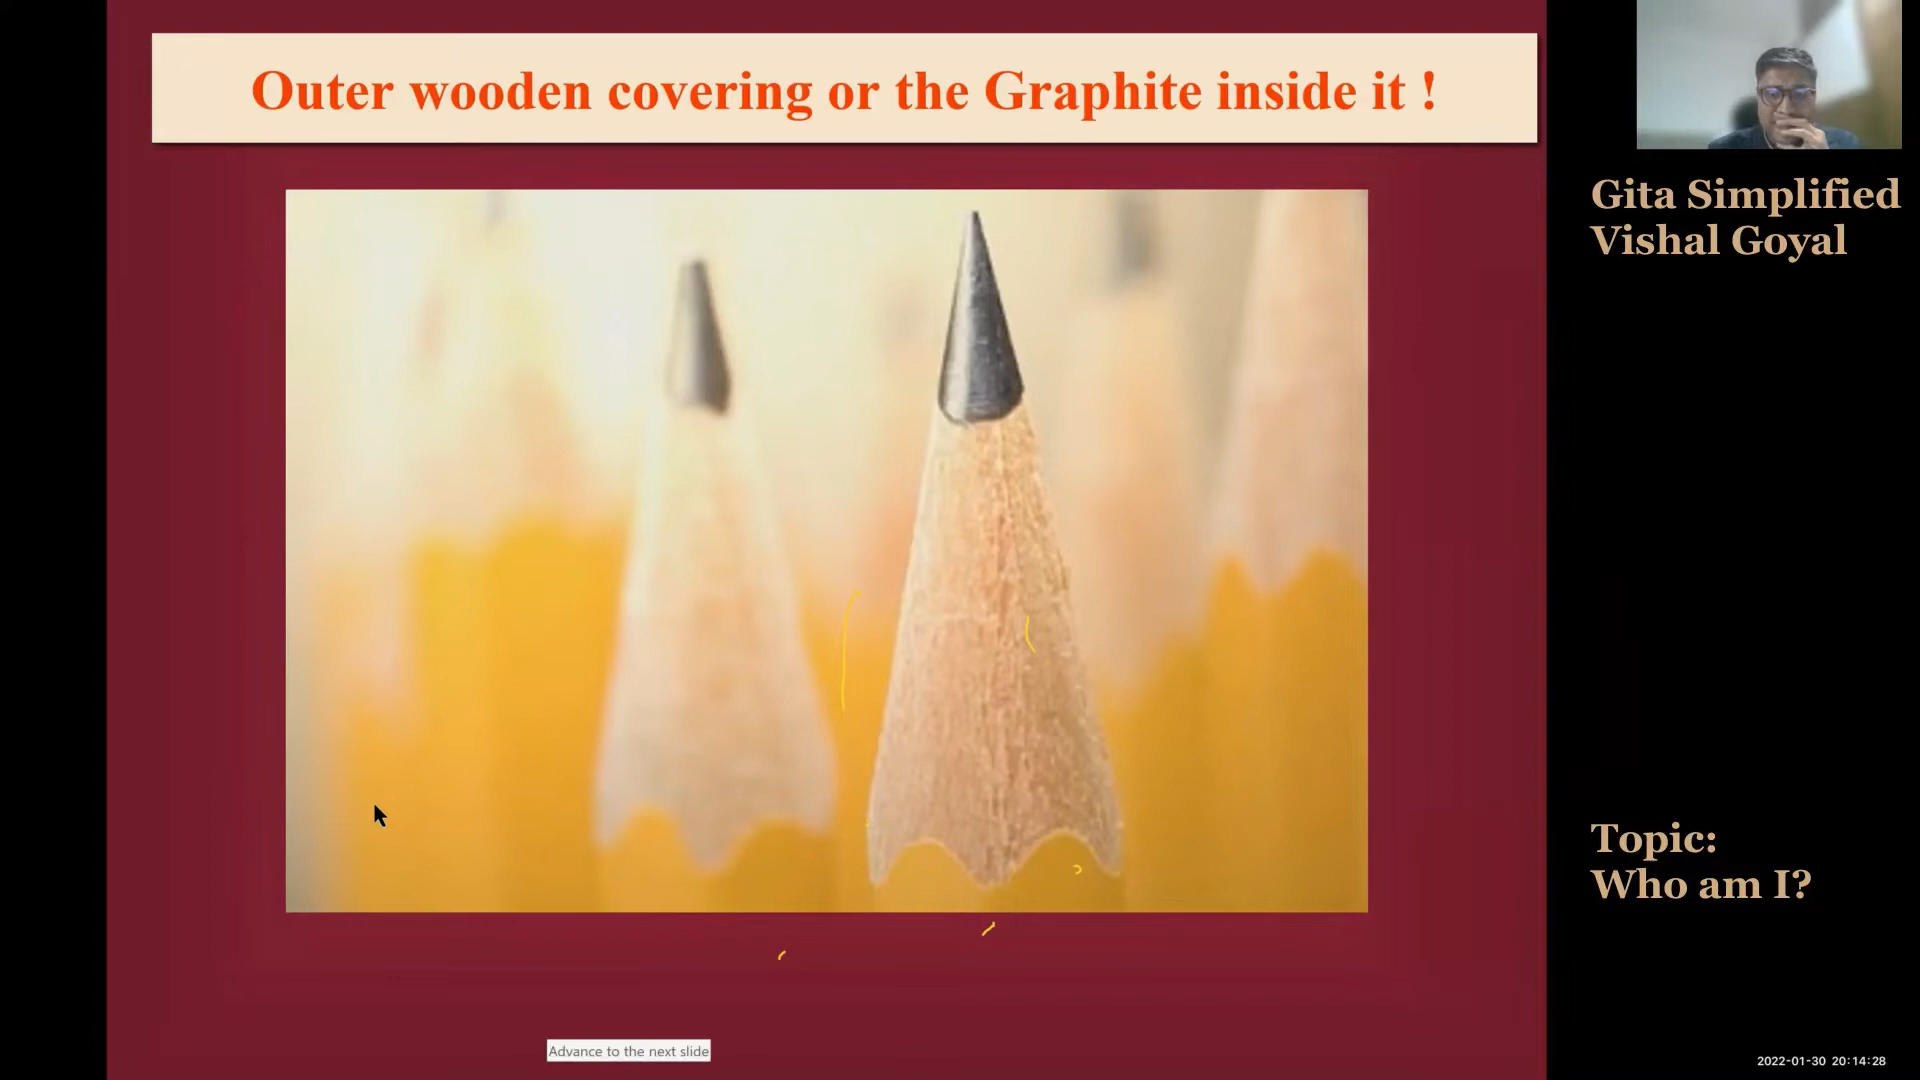 Outer wooden covering or the Graphite inside it !
Gita Simplified
Vishal Goyal
Topic:
Who am I?
Advance to the next slide
2022-01-30 20:14:28